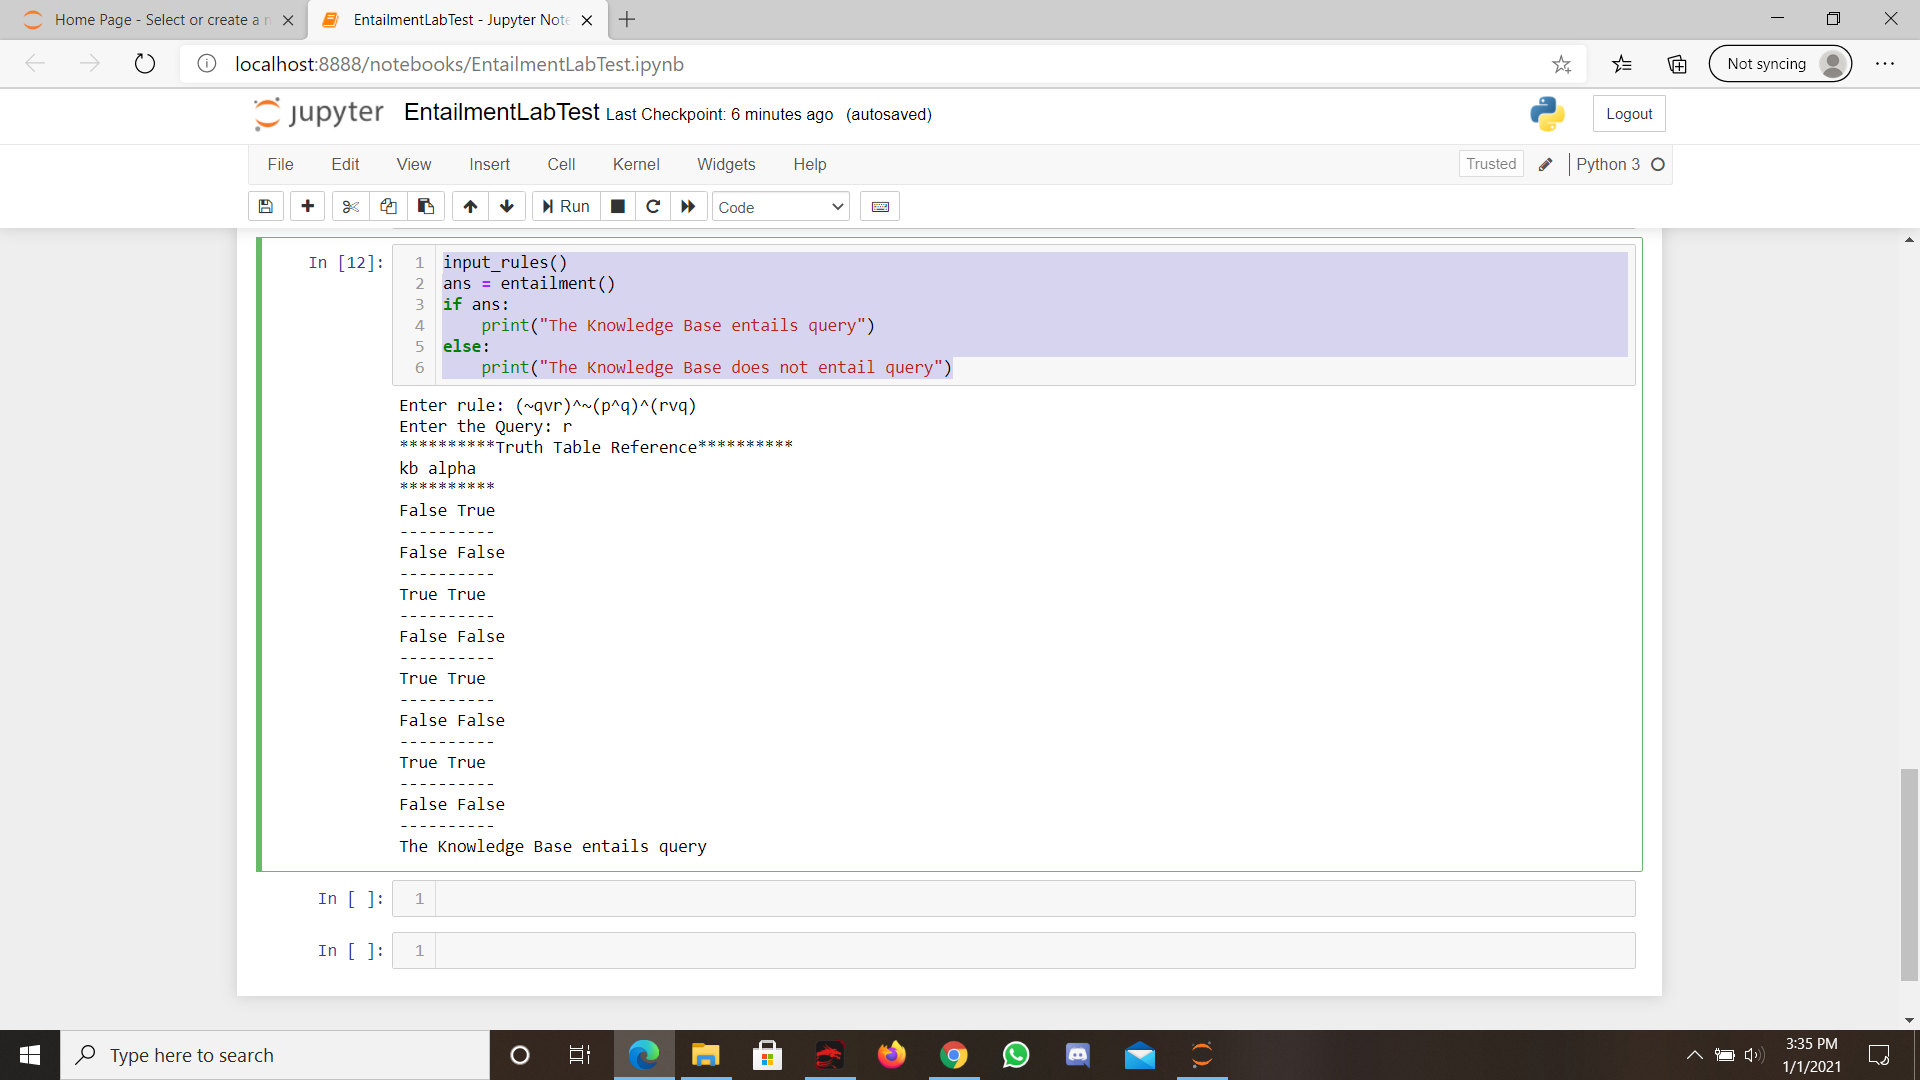 Home Page - Select or create a n
EntailmentLabTest - Jupyter Note
localhost:8888/notebooks/EntailmentLabTest.ipynb
Not syncing
jupyter EntailmentLabTest Last Checkpoint: 6 minutes ago (autosaved)
Logout
File Edit View Insert Cell Kernel Widgets Help
Trusted Python 3
Run Code
In [12]:
1 input_rules()
2 ans = entailment()
3 if ans:
4     print("The Knowledge Base entails query")
5 else:
6     print("The Knowledge Base does not entail query")
Enter rule: (~qvr)^~(p^q)^(rvq)
Enter the Query: r
**********Truth Table Reference**********
kb alpha
**********
False True
----------
False False
----------
True True
----------
False False
----------
True True
----------
False False
----------
True True
----------
False False
----------
The Knowledge Base entails query
In [ ]: 1
In [ ]: 1
Type here to search
3:35 PM
1/1/2021